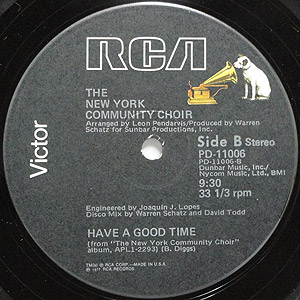 RCA
THE
NEW YORK
COMMUNITY CHOIR
Arranged by Leon Pendarvis/Produced by Warren
Schatz for Sunbar Productions, Inc.
Victor
Side B Stereo
PD-11006
PD-11006-B
Dunbar Music, Inc./
Nycom Music, Ltd., BMI
9:30
33 1/3 rpm
Engineered by Joaquin J. Lopes
Disco Mix by Warren Schatz and David Todd
HAVE A GOOD TIME
(from "The New York Community Choir"
album, APL1-2293) (B. Diggs)
TM(s) ® RCA CORP.—MADE IN U.S.A.
℗ 1977 RCA RECORDS